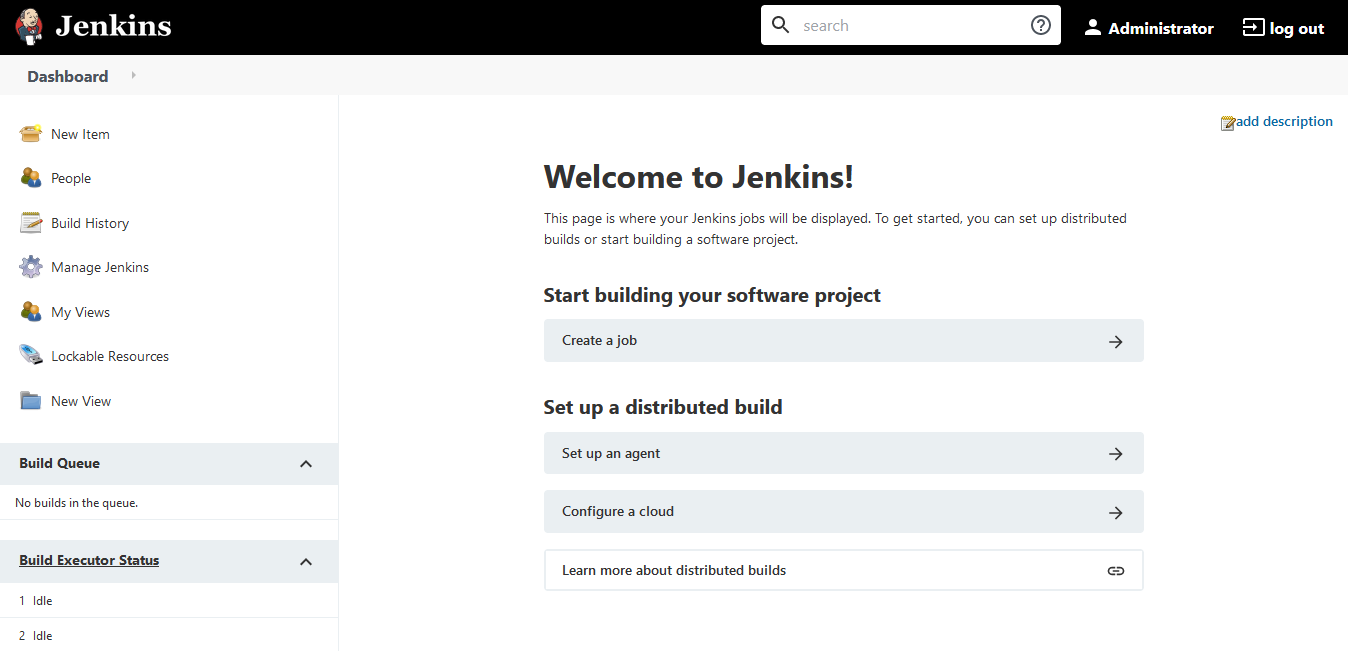 Jenkins
search
Administrator
log out
Dashboard
New Item
People
Build History
Manage Jenkins
My Views
Lockable Resources
New View
Build Queue
No builds in the queue.
Build Executor Status
1 Idle
2 Idle
add description
Welcome to Jenkins!
This page is where your Jenkins jobs will be displayed. To get started, you can set up distributed
builds or start building a software project.
Start building your software project
Create a job
Set up a distributed build
Set up an agent
Configure a cloud
Learn more about distributed builds